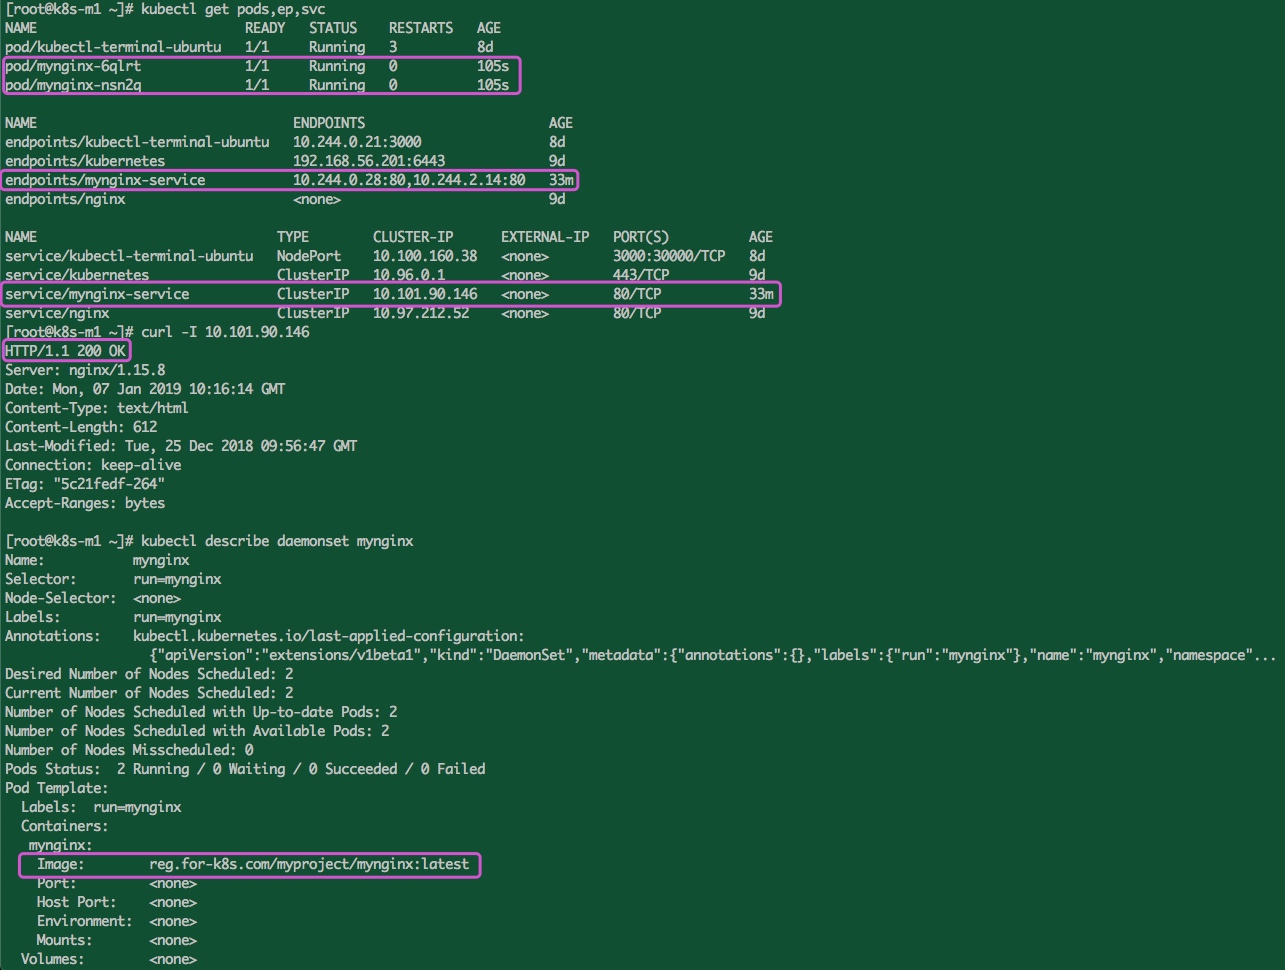 [root@k8s-m1 ~]# kubectl get pods,ep,svc
NAME                          READY   STATUS    RESTARTS   AGE
pod/kubectl-terminal-ubuntu   1/1     Running   3          8d
pod/mynginx-6qlrt             1/1     Running   0          105s
pod/mynginx-nsn2q             1/1     Running   0          105s

NAME                                ENDPOINTS                       AGE
endpoints/kubectl-terminal-ubuntu   10.244.0.21:3000                8d
endpoints/kubernetes                192.168.56.201:6443             9d
endpoints/mynginx-service           10.244.0.28:80,10.244.2.14:80   33m
endpoints/nginx                     <none>                          9d

NAME                              TYPE        CLUSTER-IP      EXTERNAL-IP   PORT(S)          AGE
service/kubectl-terminal-ubuntu   NodePort    10.100.160.38   <none>        3000:30000/TCP   8d
service/kubernetes                ClusterIP   10.96.0.1       <none>        443/TCP          9d
service/mynginx-service           ClusterIP   10.101.90.146   <none>        80/TCP           33m
service/nginx                     ClusterIP   10.97.212.52    <none>        80/TCP           9d
[root@k8s-m1 ~]# curl -I 10.101.90.146
HTTP/1.1 200 OK
Server: nginx/1.15.8
Date: Mon, 07 Jan 2019 10:16:14 GMT
Content-Type: text/html
Content-Length: 612
Last-Modified: Tue, 25 Dec 2018 09:56:47 GMT
Connection: keep-alive
ETag: "5c21fedf-264"
Accept-Ranges: bytes

[root@k8s-m1 ~]# kubectl describe daemonset mynginx
Name:           mynginx
Selector:       run=mynginx
Node-Selector:  <none>
Labels:         run=mynginx
Annotations:    kubectl.kubernetes.io/last-applied-configuration:
                  {"apiVersion":"extensions/v1beta1","kind":"DaemonSet","metadata":{"annotations":{},"labels":{"run":"mynginx"},"name":"mynginx","namespace"...
Desired Number of Nodes Scheduled: 2
Current Number of Nodes Scheduled: 2
Number of Nodes Scheduled with Up-to-date Pods: 2
Number of Nodes Scheduled with Available Pods: 2
Number of Nodes Misscheduled: 0
Pods Status:  2 Running / 0 Waiting / 0 Succeeded / 0 Failed
Pod Template:
  Labels:  run=mynginx
  Containers:
   mynginx:
    Image:        reg.for-k8s.com/myproject/mynginx:latest
    Port:         <none>
    Host Port:    <none>
    Environment:  <none>
    Mounts:       <none>
  Volumes:        <none>